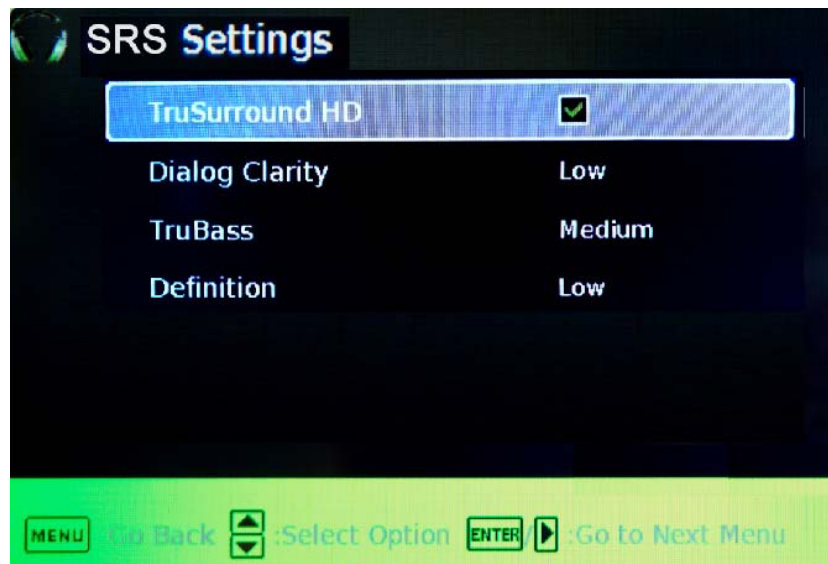 SRS Settings
TruSurround HD
Dialog Clarity Low
TruBass Medium
Definition Low
MENU Go Back :Select Option ENTER/ :Go to Next Menu